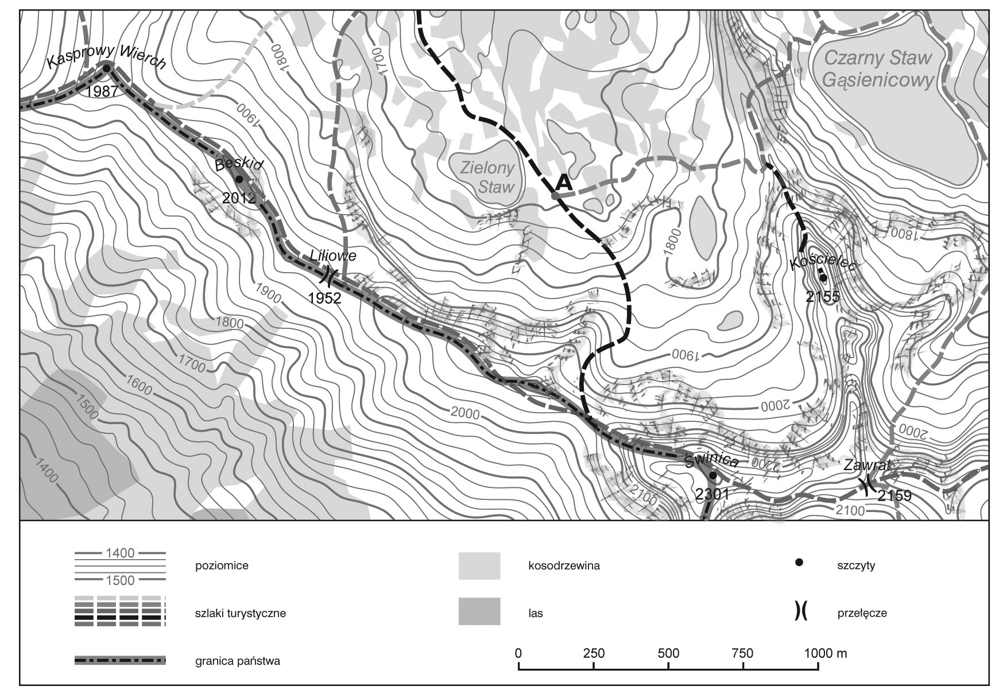 1800
1700
Czarny Staw
Gąsienicowy
Kasprowy Wierch
1987
1900
Beskid
2012
Zielony
Staw
A
1800
1800
Liliowe
1952
Kościelec
2155
1900
1800
1700
1600
1500
1400
1900
2000
2000
2000
2200
Świnica
2301
Zawrat
2159
2100
2100
1400
1500
poziomice
szlaki turystyczne
granica państwa
kosodrzewina
las
szczyty
przełęcze
0 250 500 750 1000 m